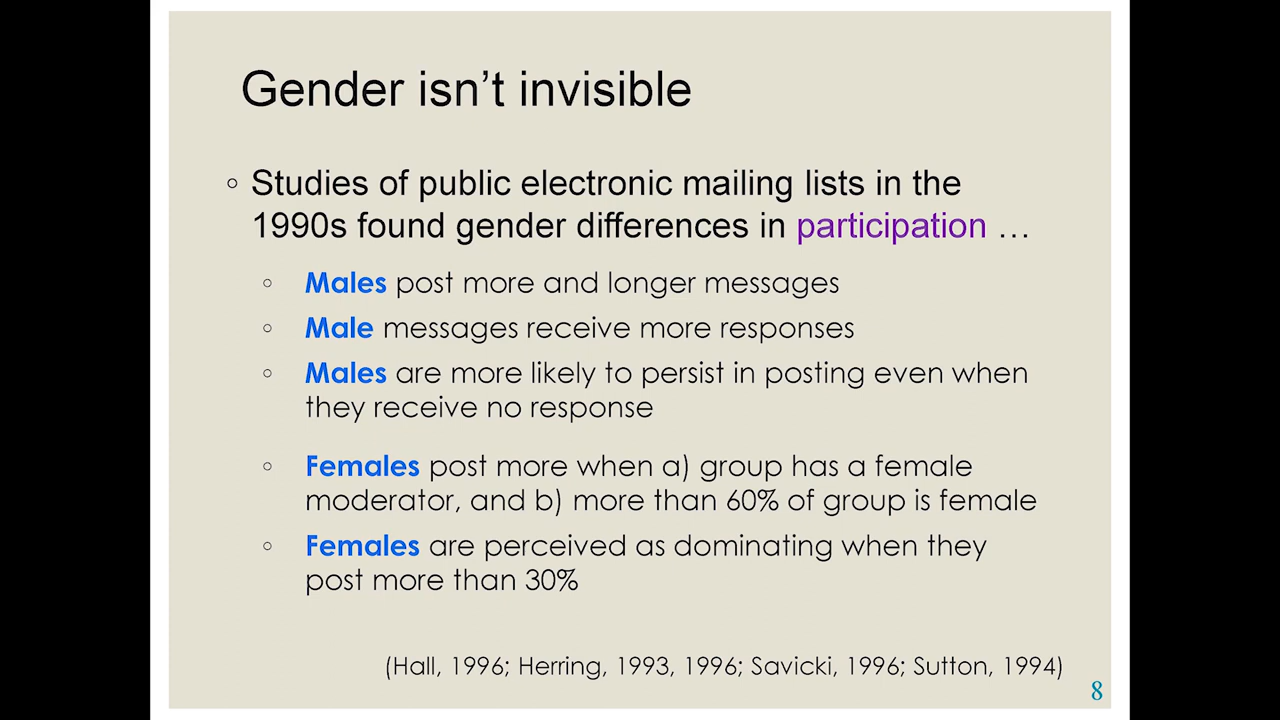 Gender isn’t invisible
◦ Studies of public electronic mailing lists in the
1990s found gender differences in participation …
◦ Males post more and longer messages
◦ Male messages receive more responses
◦ Males are more likely to persist in posting even when
they receive no response
◦ Females post more when a) group has a female
moderator, and b) more than 60% of group is female
◦ Females are perceived as dominating when they
post more than 30%
(Hall, 1996; Herring, 1993, 1996; Savicki, 1996; Sutton, 1994)
8